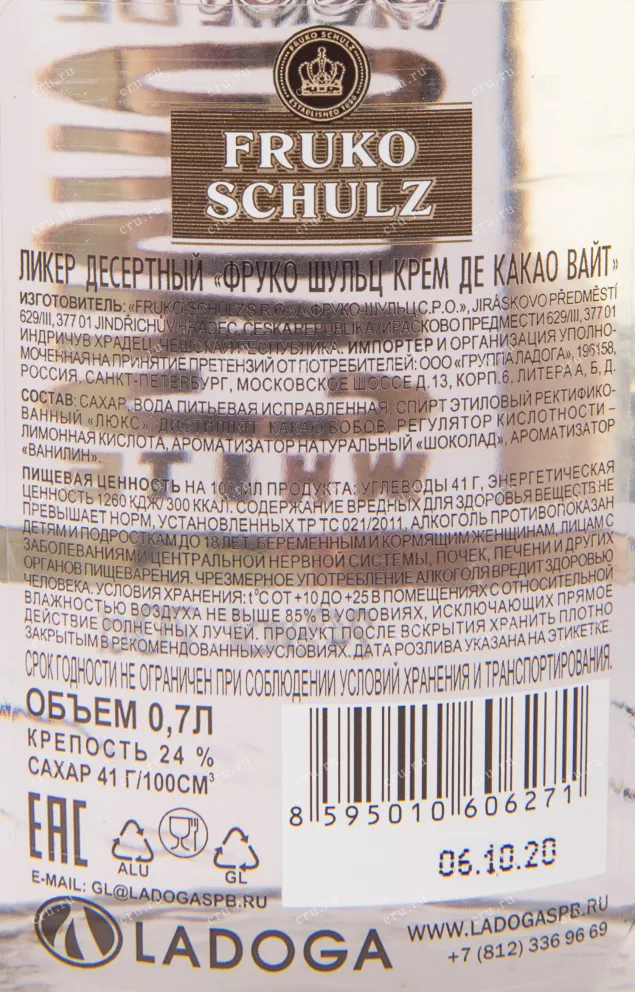 FRUKO SCHULZ
ESTABLISHED 1896
FRUKO
SCHULZ
ЛИКЕР ДЕСЕРТНЫЙ «ФРУКО ШУЛЬЦ КРЕМ ДЕ КАКАО ВАЙТ»
ИЗГОТОВИТЕЛЬ: «FRUKO-SCHULZ S.R.O.»/«ФРУКО-ШУЛЬЦ С.Р.О.», JIRÁSKOVO PŘEDMĚSTÍ
629/III, 377 01 JINDŘICHŮV HRADEC, ČESKÁ REPUBLIKA / ИРАСКОВО ПРЕДМЕСТИ 629/III, 377 01
ИНДРИЧУВ ХРАДЕЦ, ЧЕШСКАЯ РЕСПУБЛИКА. ИМПОРТЕР И ОРГАНИЗАЦИЯ УПОЛНО-
МОЧЕННАЯ НА ПРИНЯТИЕ ПРЕТЕНЗИЙ ОТ ПОТРЕБИТЕЛЕЙ: ООО «ГРУППА ЛАДОГА», 196158,
РОССИЯ, САНКТ-ПЕТЕРБУРГ, МОСКОВСКОЕ ШОССЕ Д.13, КОРП.6, ЛИТЕРА А, Б, Д.
СОСТАВ: САХАР, ВОДА ПИТЬЕВАЯ ИСПРАВЛЕННАЯ, СПИРТ ЭТИЛОВЫЙ РЕКТИФИКО-
ВАННЫЙ «ЛЮКС», ДИСТИЛЛЯТ КАКАО БОБОВ, РЕГУЛЯТОР КИСЛОТНОСТИ –
ЛИМОННАЯ КИСЛОТА, АРОМАТИЗАТОР НАТУРАЛЬНЫЙ «ШОКОЛАД», АРОМАТИЗАТОР
«ВАНИЛИН».
ПИЩЕВАЯ ЦЕННОСТЬ НА 100 МЛ ПРОДУКТА: УГЛЕВОДЫ 41 Г, ЭНЕРГЕТИЧЕСКАЯ
ЦЕННОСТЬ 1260 КДЖ/ 300 ККАЛ. СОДЕРЖАНИЕ ВРЕДНЫХ ДЛЯ ЗДОРОВЬЯ ВЕЩЕСТВ НЕ
ПРЕВЫШАЕТ НОРМ, УСТАНОВЛЕННЫХ ТР ТС 021/2011. АЛКОГОЛЬ ПРОТИВОПОКАЗАН
ДЕТЯМ И ПОДРОСТКАМ ДО 18 ЛЕТ, БЕРЕМЕННЫМ И КОРМЯЩИМ ЖЕНЩИНАМ, ЛИЦАМ С
ЗАБОЛЕВАНИЯМИ ЦЕНТРАЛЬНОЙ НЕРВНОЙ СИСТЕМЫ, ПОЧЕК, ПЕЧЕНИ И ДРУГИХ
ОРГАНОВ ПИЩЕВАРЕНИЯ. ЧРЕЗМЕРНОЕ УПОТРЕБЛЕНИЕ АЛКОГОЛЯ ВРЕДИТ ЗДОРОВЬЮ
ЧЕЛОВЕКА. УСЛОВИЯ ХРАНЕНИЯ: t°С ОТ +10 ДО +25 В ПОМЕЩЕНИЯХ С ОТНОСИТЕЛЬНОЙ
ВЛАЖНОСТЬЮ ВОЗДУХА НЕ ВЫШЕ 85% В УСЛОВИЯХ, ИСКЛЮЧАЮЩИХ ПРЯМОЕ
ДЕЙСТВИЕ СОЛНЕЧНЫХ ЛУЧЕЙ. ПРОДУКТ ПОСЛЕ ВСКРЫТИЯ ХРАНИТЬ ПЛОТНО
ЗАКРЫТЫМ В РЕКОМЕНДОВАННЫХ УСЛОВИЯХ. ДАТА РОЗЛИВА УКАЗАНА НА ЭТИКЕТКЕ.
СРОК ГОДНОСТИ НЕ ОГРАНИЧЕН ПРИ СОБЛЮДЕНИИ УСЛОВИЙ ХРАНЕНИЯ И ТРАНСПОРТИРОВАНИЯ.
ОБЪЕМ 0,7Л
КРЕПОСТЬ 24 %
САХАР 41 Г/100СМ³
8 595010 606271
06.10.20
EAC
ALU
GL
E-MAIL: GL@LADOGASPB.RU
LADOGA
WWW.LADOGASPB.RU
+7 (812) 336 96 69